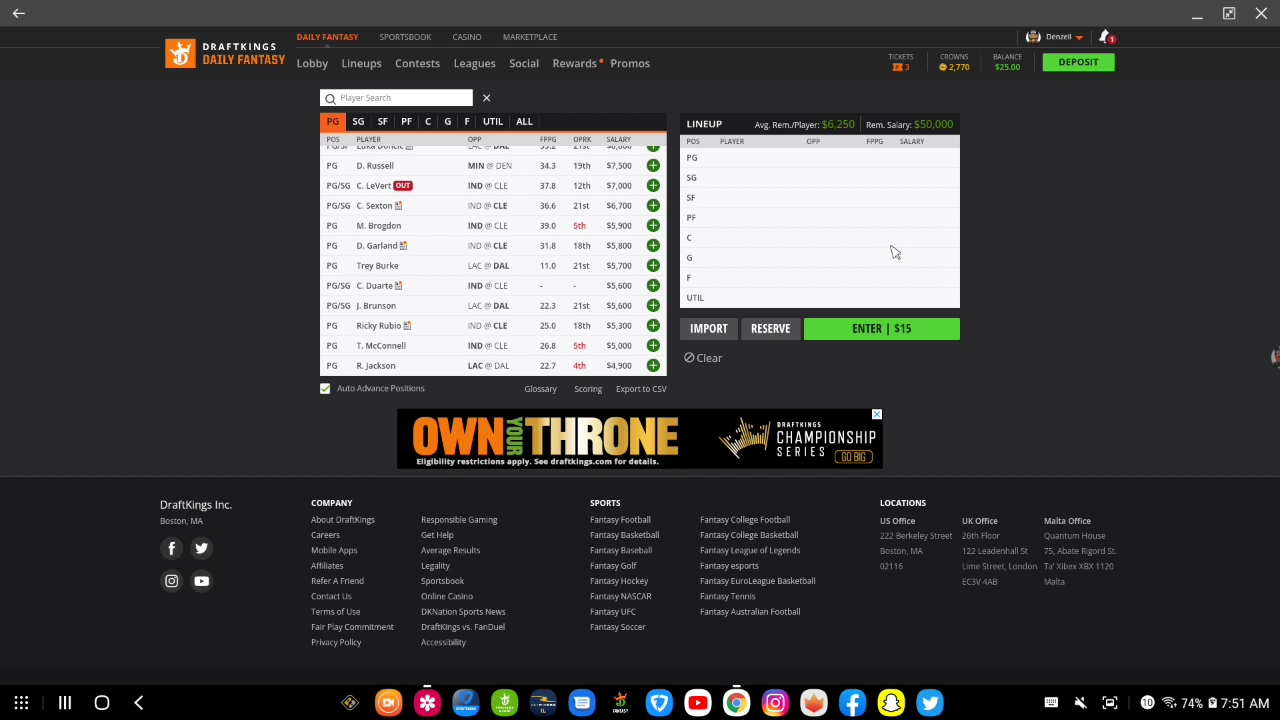 DRAFTKINGS
DAILY FANTASY
DAILY FANTASY SPORTSBOOK CASINO MARKETPLACE
Denzell 1
Lobby Lineups Contests Leagues Social Rewards Promos
TICKETS
3
CROWNS
2,770
BALANCE
$25.00
DEPOSIT
Player Search
PG SG SF PF C G F UTIL ALL
POS PLAYER OPP FPPG OPRK SALARY
PG D. Russell MIN @ DEN 34.3 19th $7,500
PG/SG C. LeVert OUT IND @ CLE 37.8 12th $7,000
PG/SG C. Sexton IND @ CLE 36.6 21st $6,700
PG M. Brogdon IND @ CLE 39.0 5th $5,900
PG D. Garland IND @ CLE 31.8 18th $5,800
PG Trey Burke LAC @ DAL 11.0 21st $5,700
PG/SG C. Duarte IND @ CLE - - $5,600
PG/SG J. Brunson LAC @ DAL 22.3 21st $5,600
PG Ricky Rubio IND @ CLE 25.0 18th $5,300
PG T. McConnell IND @ CLE 26.8 5th $5,000
PG R. Jackson LAC @ DAL 22.7 4th $4,900
Auto Advance Positions Glossary Scoring Export to CSV
LINEUP Avg. Rem./Player: $6,250 Rem. Salary: $50,000
POS PLAYER OPP FPPG SALARY
PG
SG
SF
PF
C
G
F
UTIL
IMPORT RESERVE ENTER | $15
Clear
OWN YOUR THRONE
Eligibility restrictions apply. See draftkings.com for details.
DRAFTKINGS
CHAMPIONSHIP
SERIES
GO BIG
DraftKings Inc.
Boston, MA
COMPANY
About DraftKings
Careers
Mobile Apps
Affiliates
Refer A Friend
Contact Us
Terms of Use
Fair Play Commitment
Privacy Policy
Responsible Gaming
Get Help
Average Results
Legality
Sportsbook
Online Casino
DKNation Sports News
DraftKings vs. FanDuel
Accessibility
SPORTS
Fantasy Football
Fantasy Basketball
Fantasy Baseball
Fantasy Golf
Fantasy Hockey
Fantasy NASCAR
Fantasy UFC
Fantasy Soccer
Fantasy College Football
Fantasy College Basketball
Fantasy League of Legends
Fantasy esports
Fantasy EuroLeague Basketball
Fantasy Tennis
Fantasy Australian Football
LOCATIONS
US Office
222 Berkeley Street
Boston, MA
02116
UK Office
26th Floor
122 Leadenhall St
Lime Street, London
EC3V 4AB
Malta Office
Quantum House
75, Abate Rigord St.
Ta' Xibex XBX 1120
Malta
10 74% 7:51 AM